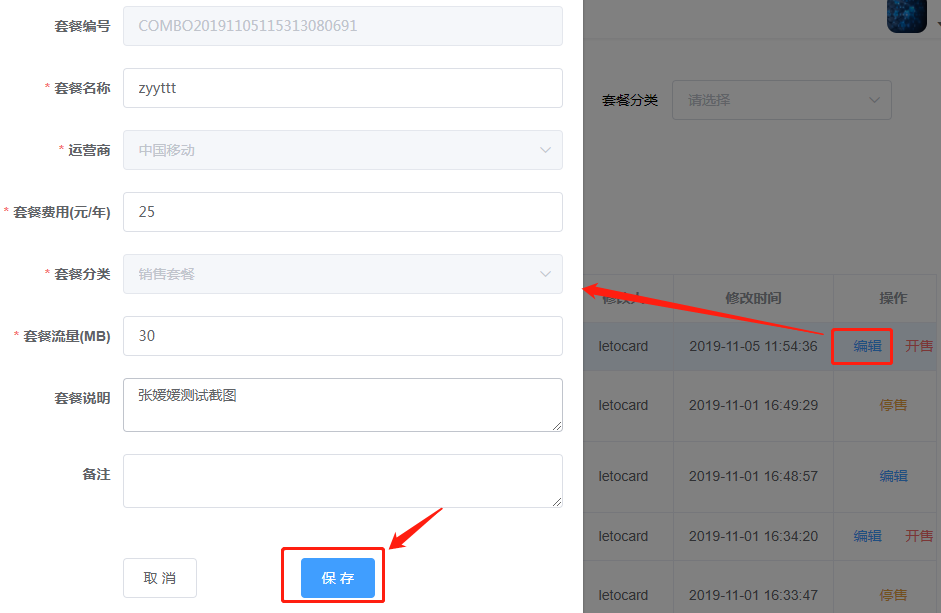 套餐编号 COMBO20191105115313080691
* 套餐名称 zyyttt
* 运营商 中国移动
* 套餐费用(元/年) 25
* 套餐分类 销售套餐
* 套餐流量(MB) 30
套餐说明 张媛媛测试截图
备注
取 消 保 存
套餐分类 请选择
修改人 修改时间 操作
letocard 2019-11-05 11:54:36 编辑 开售
letocard 2019-11-01 16:49:29 停售
letocard 2019-11-01 16:48:57 编辑
letocard 2019-11-01 16:34:20 编辑 开售
letocard 2019-11-01 16:33:47 停售